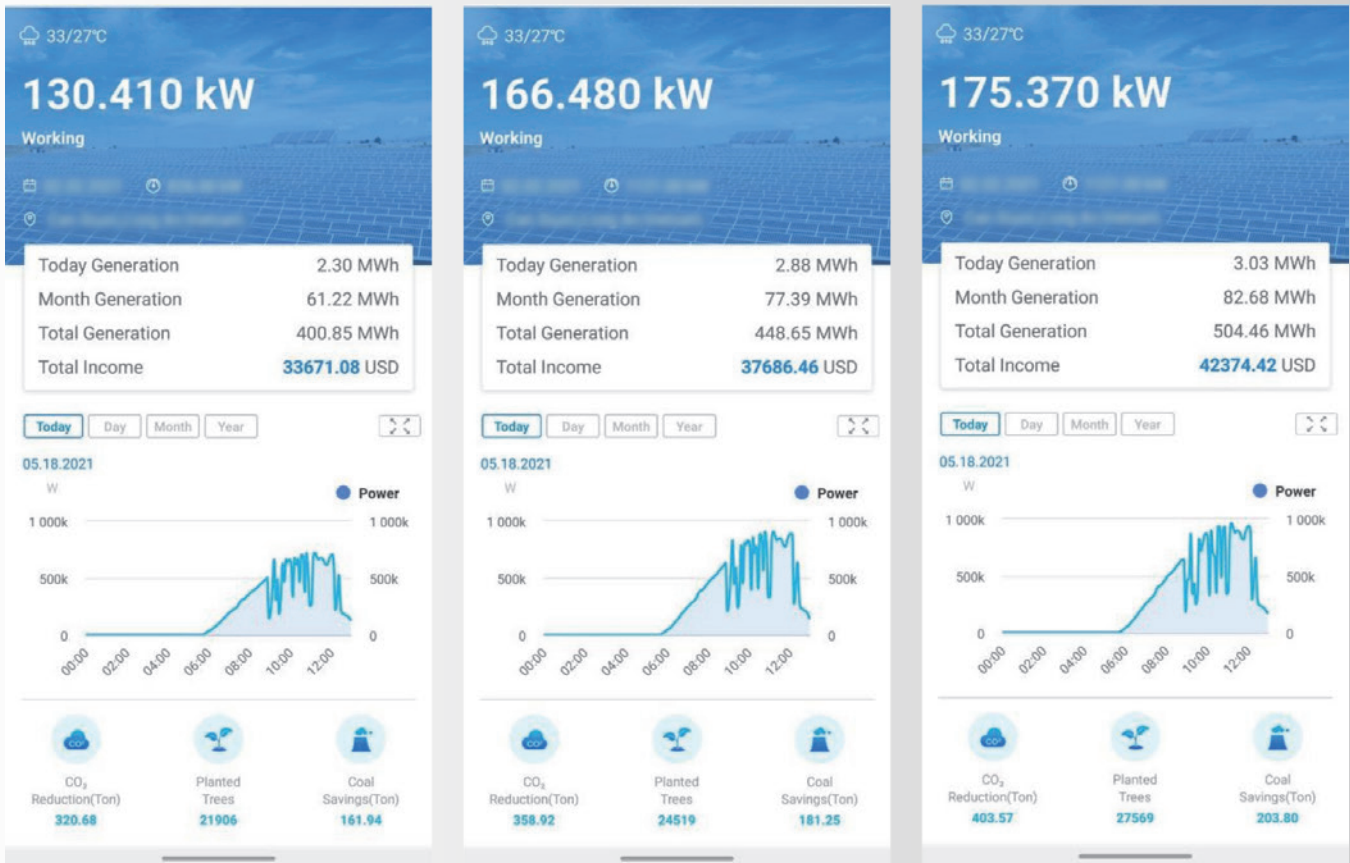 33/27℃
130.410 kW
Working
Today Generation 2.30 MWh
Month Generation 61.22 MWh
Total Generation 400.85 MWh
Total Income 33671.08 USD
Today Day Month Year
05.18.2021
W
Power
1 000k 1 000k
500k 500k
0 0
00:00 02:00 04:00 06:00 08:00 10:00 12:00
CO₂ Planted Coal
Reduction(Ton) Trees Savings(Ton)
320.68 21906 161.94
33/27℃
166.480 kW
Working
Today Generation 2.88 MWh
Month Generation 77.39 MWh
Total Generation 448.65 MWh
Total Income 37686.46 USD
Today Day Month Year
05.18.2021
W
Power
1 000k 1 000k
500k 500k
0 0
00:00 02:00 04:00 06:00 08:00 10:00 12:00
CO₂ Planted Coal
Reduction(Ton) Trees Savings(Ton)
358.92 24519 181.25
33/27℃
175.370 kW
Working
Today Generation 3.03 MWh
Month Generation 82.68 MWh
Total Generation 504.46 MWh
Total Income 42374.42 USD
Today Day Month Year
05.18.2021
W
Power
1 000k 1 000k
500k 500k
0 0
00:00 02:00 04:00 06:00 08:00 10:00 12:00
CO₂ Planted Coal
Reduction(Ton) Trees Savings(Ton)
403.57 27569 203.80